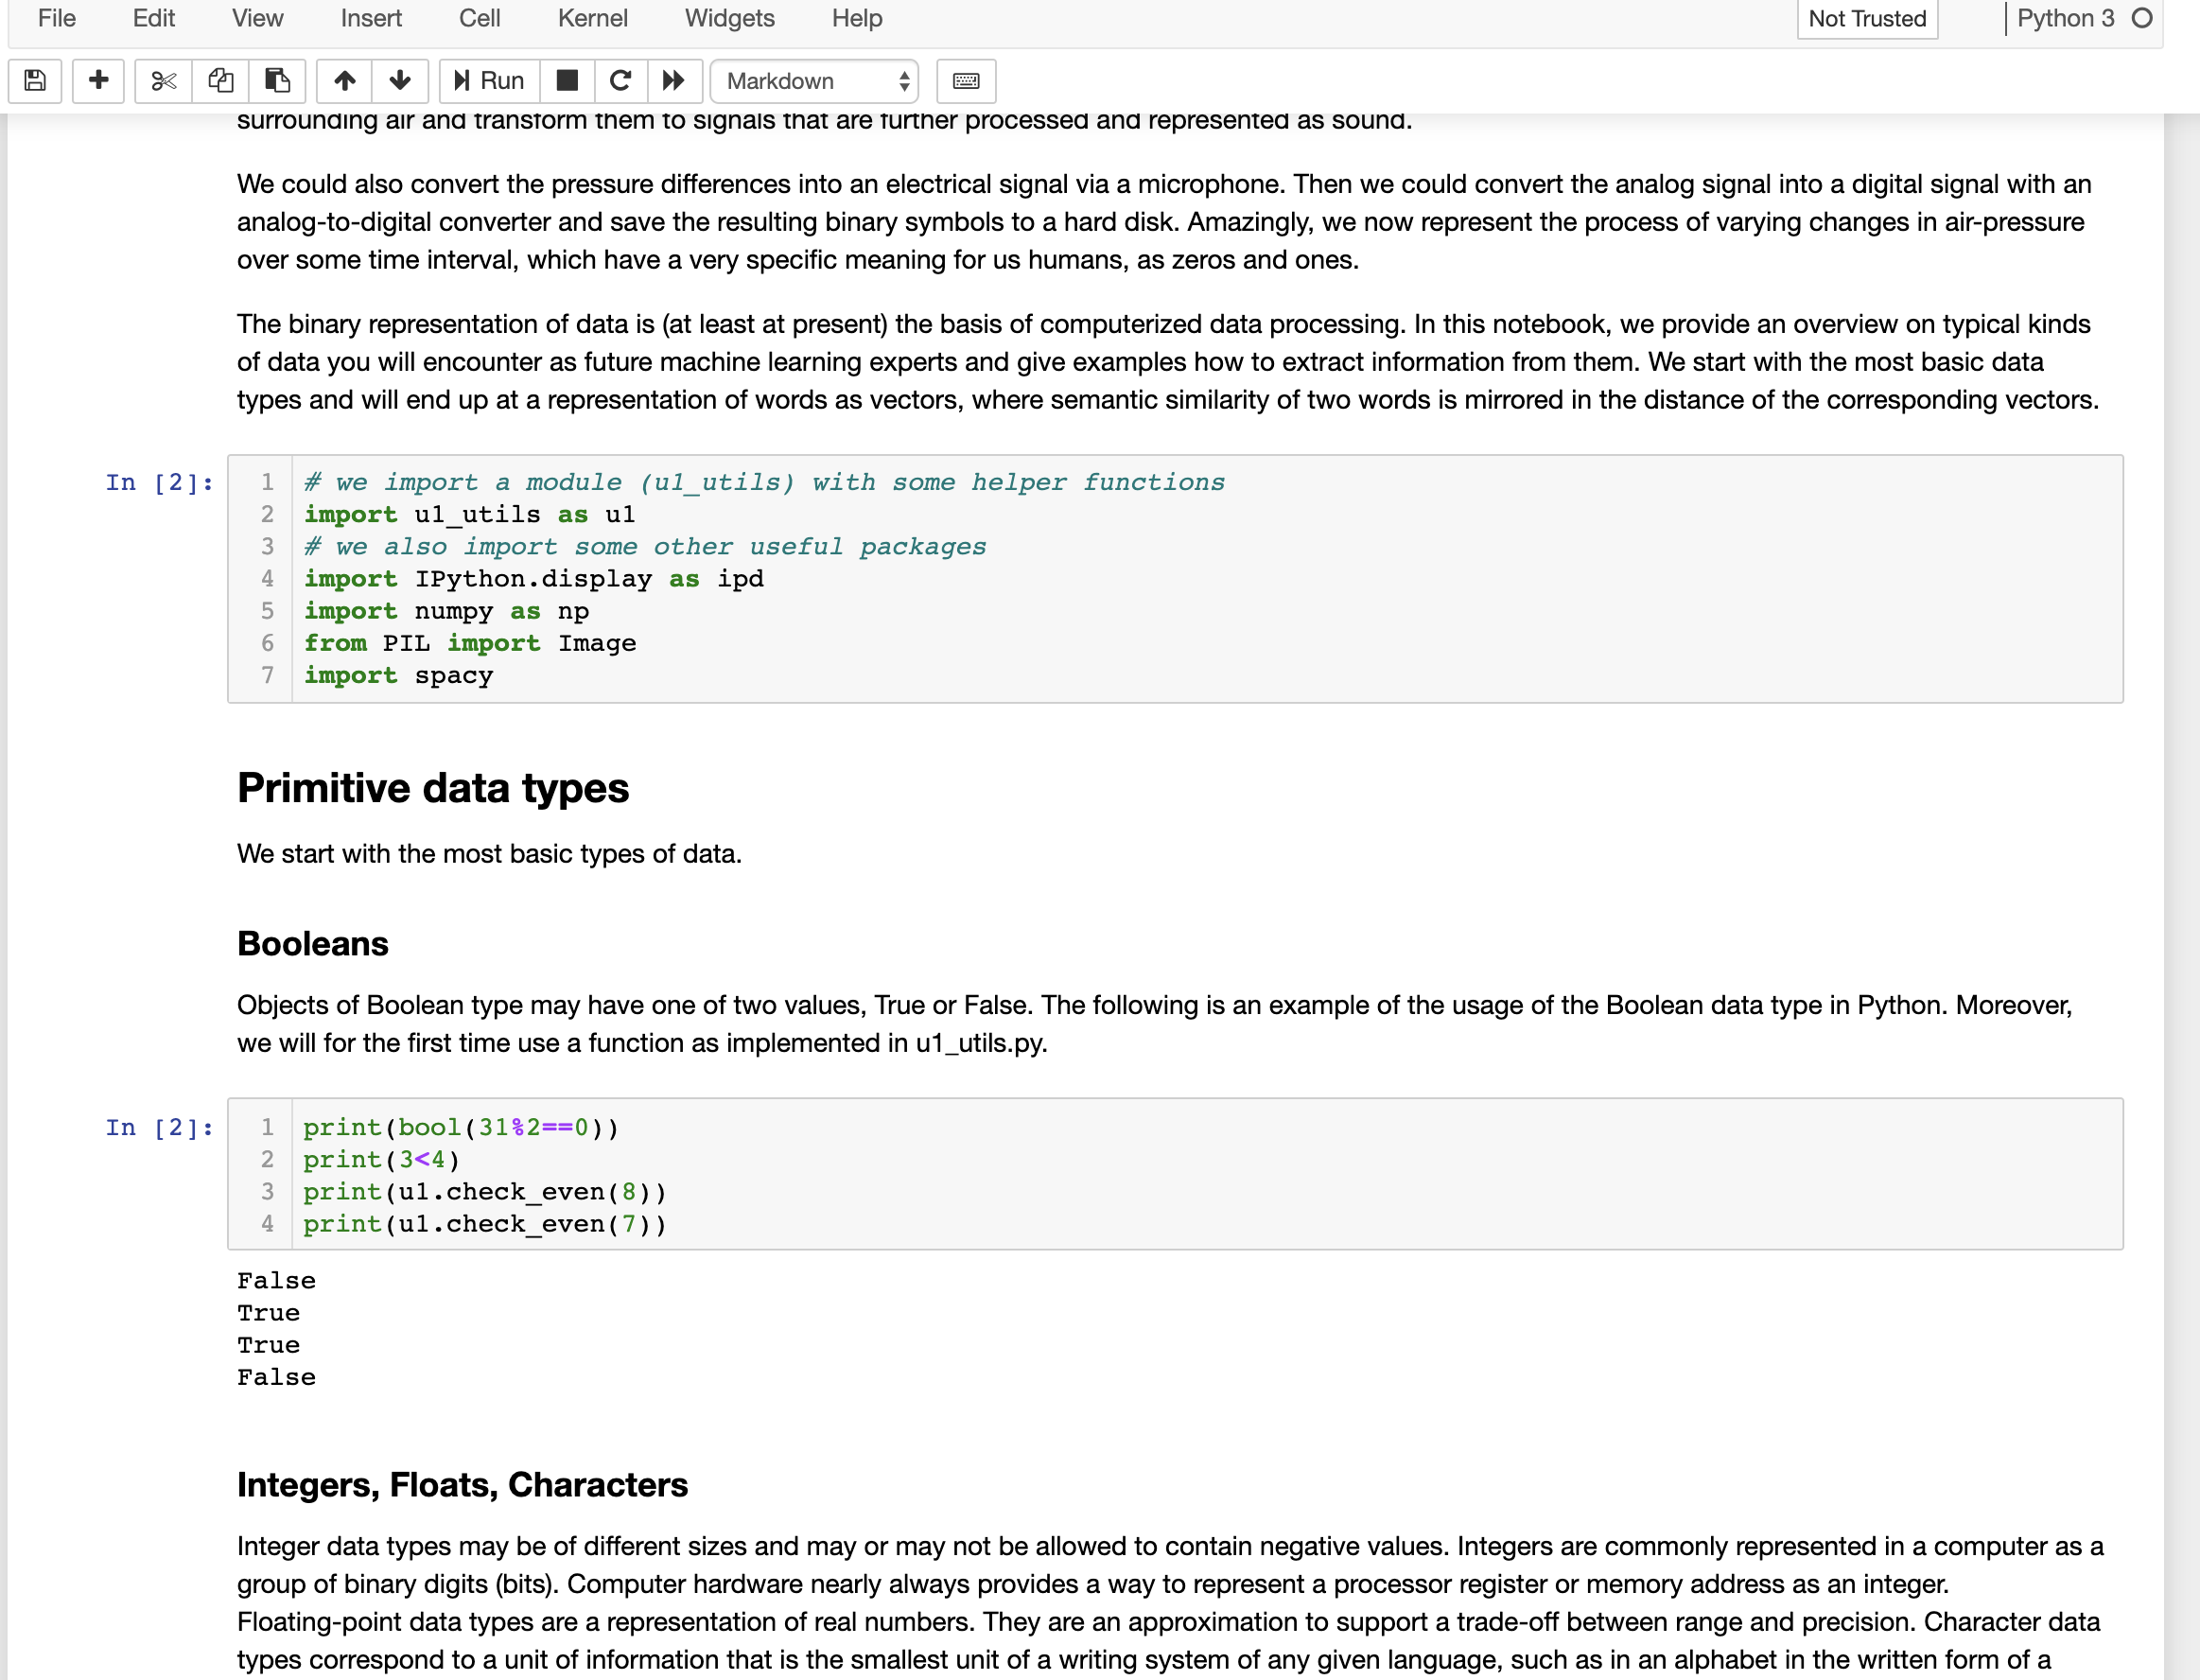 File Edit View Insert Cell Kernel Widgets Help Not Trusted Python 3
Run Markdown
surrounding air and transform them to signals that are further processed and represented as sound.
We could also convert the pressure differences into an electrical signal via a microphone. Then we could convert the analog signal into a digital signal with an
analog-to-digital converter and save the resulting binary symbols to a hard disk. Amazingly, we now represent the process of varying changes in air-pressure
over some time interval, which have a very specific meaning for us humans, as zeros and ones.
The binary representation of data is (at least at present) the basis of computerized data processing. In this notebook, we provide an overview on typical kinds
of data you will encounter as future machine learning experts and give examples how to extract information from them. We start with the most basic data
types and will end up at a representation of words as vectors, where semantic similarity of two words is mirrored in the distance of the corresponding vectors.
In [2]: 1 # we import a module (u1_utils) with some helper functions
2 import u1_utils as u1
3 # we also import some other useful packages
4 import IPython.display as ipd
5 import numpy as np
6 from PIL import Image
7 import spacy
Primitive data types
We start with the most basic types of data.
Booleans
Objects of Boolean type may have one of two values, True or False. The following is an example of the usage of the Boolean data type in Python. Moreover,
we will for the first time use a function as implemented in u1_utils.py.
In [2]: 1 print(bool(31%2==0))
2 print(3<4)
3 print(u1.check_even(8))
4 print(u1.check_even(7))
False
True
True
False
Integers, Floats, Characters
Integer data types may be of different sizes and may or may not be allowed to contain negative values. Integers are commonly represented in a computer as a
group of binary digits (bits). Computer hardware nearly always provides a way to represent a processor register or memory address as an integer.
Floating-point data types are a representation of real numbers. They are an approximation to support a trade-off between range and precision. Character data
types correspond to a unit of information that is the smallest unit of a writing system of any given language, such as in an alphabet in the written form of a